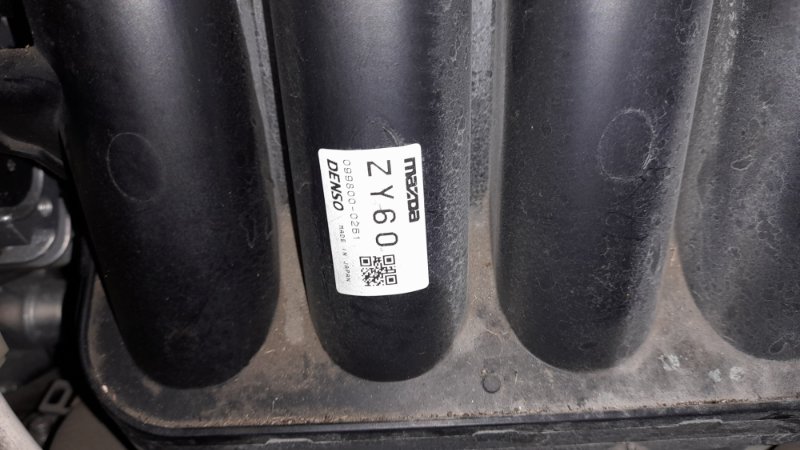 mazda
ZY60
099800-0261
DENSO MADE IN JAPAN